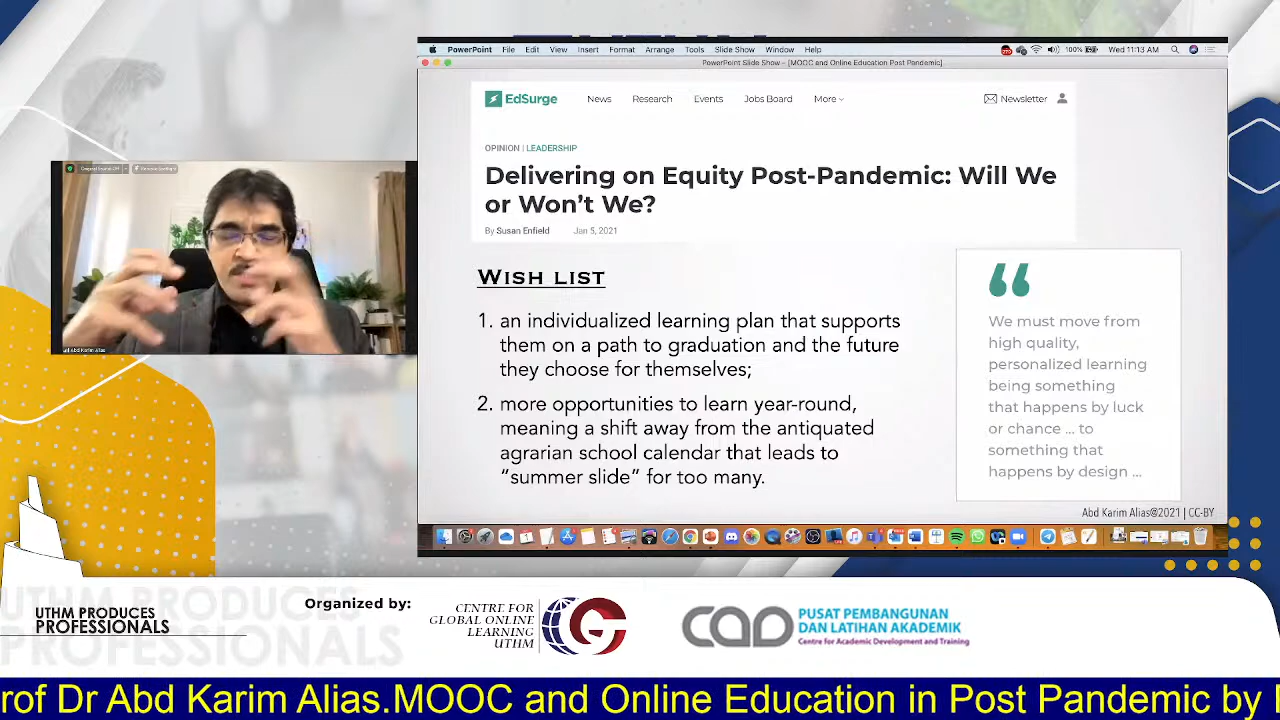 PowerPoint File Edit View Insert Format Arrange Tools Slide Show Window Help 100% Wed 11:13 AM
PowerPoint Slide Show - [MOOC and Online Education Post Pandemic]
EdSurge News Research Events Jobs Board More Newsletter
OPINION | LEADERSHIP
Delivering on Equity Post-Pandemic: Will We
or Won't We?
By Susan Enfield Jan 5, 2021
WISH LIST
1. an individualized learning plan that supports
them on a path to graduation and the future
they choose for themselves;
2. more opportunities to learn year-round,
meaning a shift away from the antiquated
agrarian school calendar that leads to
"summer slide" for too many.
“
We must move from
high quality,
personalized learning
being something
that happens by luck
or chance ... to
something that
happens by design ...
Abd Karim Alias@2021 | CC-BY
Abd Karim Alias
UTHM PRODUCES
PROFESSIONALS
UTHM PRODUCES
PROFESSIONALS
Organized by:
CENTRE FOR
GLOBAL ONLINE
LEARNING
UTHM
G
CAD
PUSAT PEMBANGUNAN
DAN LATIHAN AKADEMIK
Centre for Academic Development and Training
rof Dr Abd Karim Alias.MOOC and Online Education in Post Pandemic by